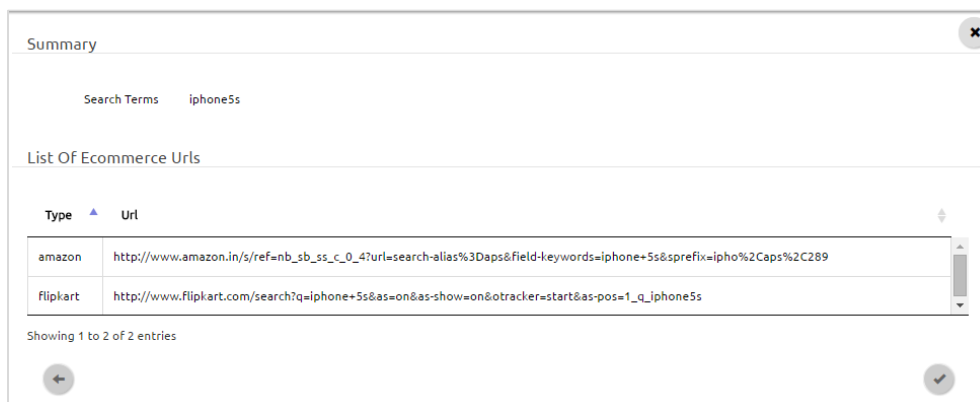 Summary
Search Terms iphone5s
List Of Ecommerce Urls
Type Url
amazon http://www.amazon.in/s/ref=nb_sb_ss_c_0_4?url=search-alias%3Daps&field-keywords=iphone+5s&sprefix=ipho%2Caps%2C289
flipkart http://www.flipkart.com/search?q=iphone+5s&as=on&as-show=on&otracker=start&as-pos=1_q_iphone5s
Showing 1 to 2 of 2 entries